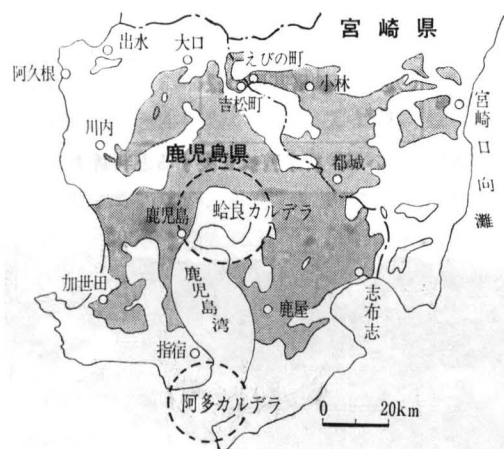 宮崎県
出水
大口
えびの町
阿久根
小林
吉松町
宮崎
川内
日向灘
鹿児島県
都城
鹿児島
姶良カルデラ
加世田
鹿児島湾
鹿屋
志布志
指宿
阿多カルデラ
0 20km